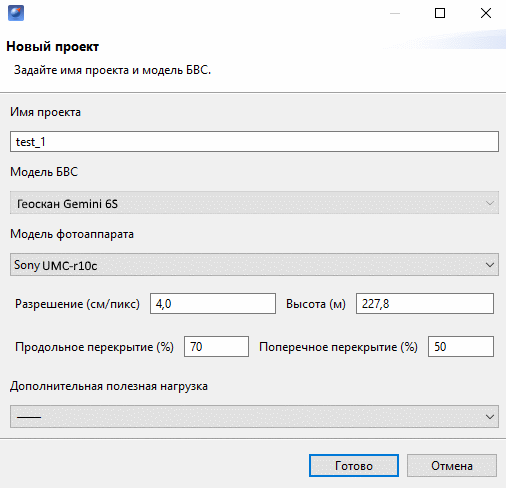 Новый проект
Задайте имя проекта и модель БВС.
Имя проекта
test_1
Модель БВС
Геоскан Gemini 6S
Модель фотоаппарата
Sony UMC-r10c
Разрешение (см/пикс) 4,0 Высота (м) 227,8
Продольное перекрытие (%) 70 Поперечное перекрытие (%) 50
Дополнительная полезная нагрузка
——
Готово Отмена